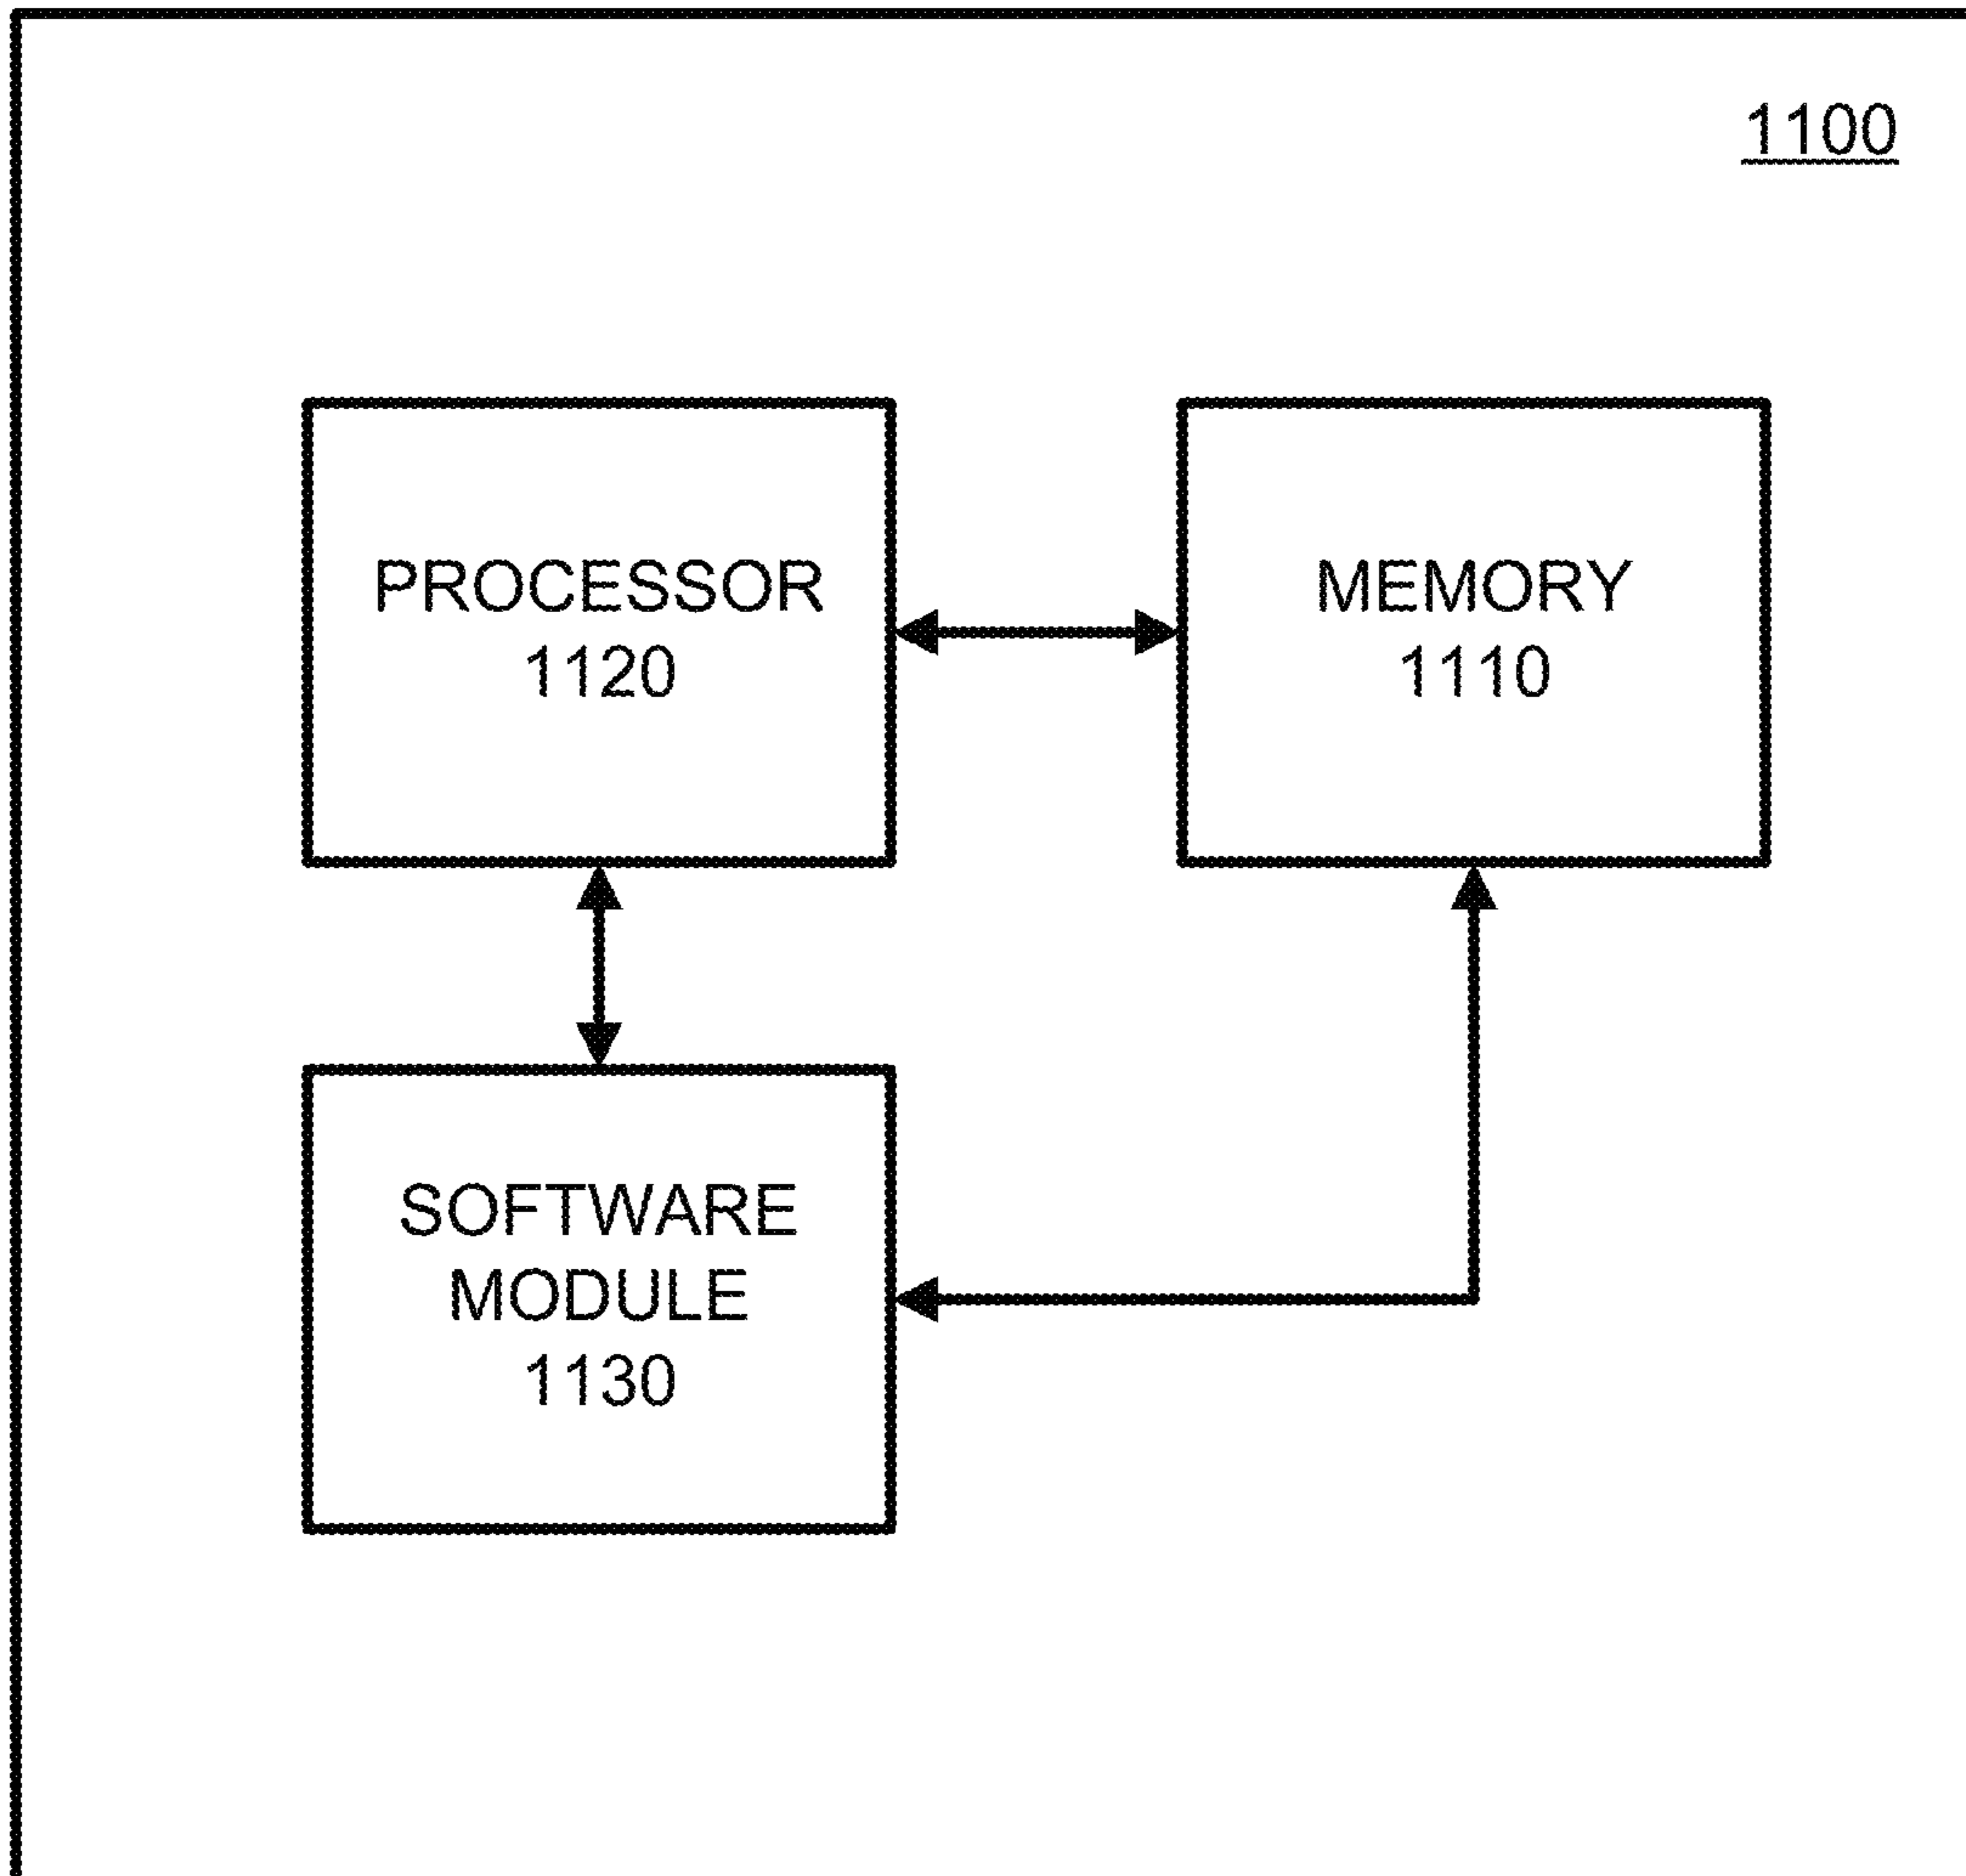 1100
PROCESSOR
1120
MEMORY
1110
SOFTWARE
MODULE
1130